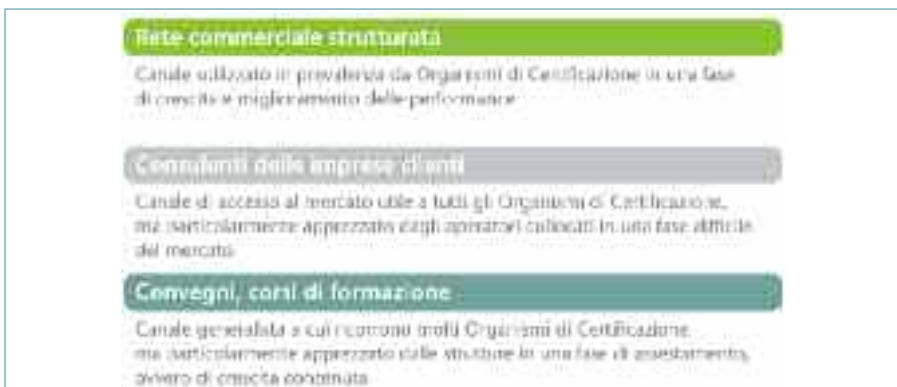 Rete commerciale strutturata
Canale utilizzato in prevalenza da Organismi di Certificazione in una fase
di crescita e miglioramento delle performance
Consulenti delle imprese clienti
Canale di accesso al mercato utile a tutti gli Organismi di Certificazione,
ma particolarmente apprezzato dagli operatori collocati in una fase difficile
del mercato
Convegni, corsi di formazione
Canale generalista a cui ricorrono molti Organismi di Certificazione
ma particolarmente apprezzato dalle strutture in una fase di assestamento,
ovvero di crescita continuata